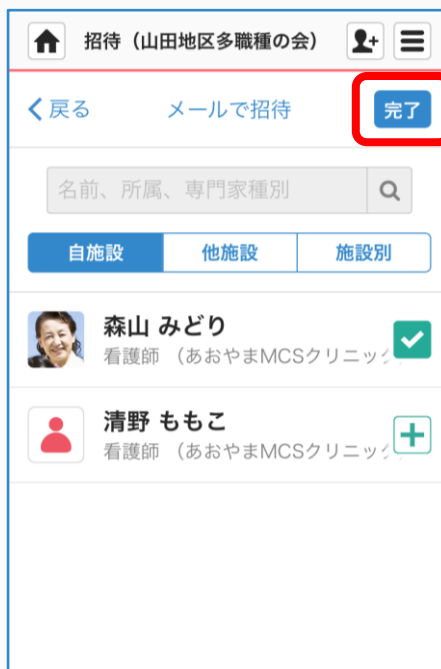 招待（山田地区多職種の会）
戻る メールで招待 完了
名前、所属、専門家種別
自施設 他施設 施設別
森山 みどり
看護師 （あおやまMCSクリニック
清野 ももこ
看護師 （あおやまMCSクリニック